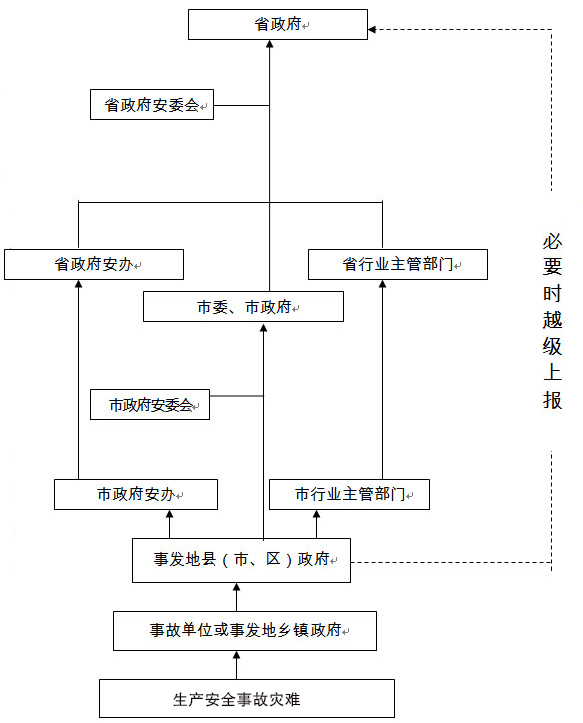 省政府
省政府安委会
省政府安办
省行业主管部门
市委、市政府
必要时越级上报
市政府安委会
市政府安办
市行业主管部门
事发地县（市、区）政府
事故单位或事发地乡镇政府
生产安全事故灾难